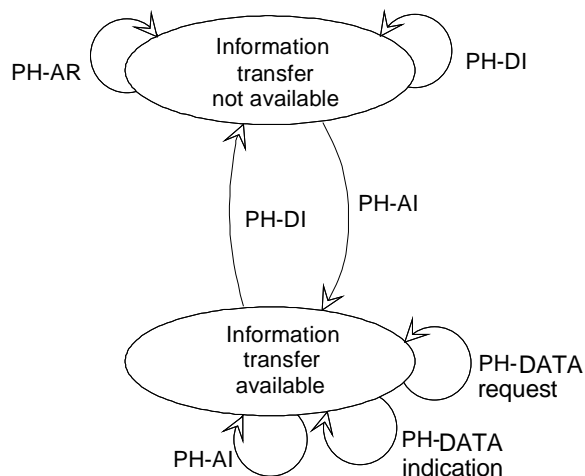 Information
transfer
not available
PH-AR
PH-DI
PH-DI
PH-AI
Information
transfer
available
PH-DATA
request
PH-AI
PH-DATA
indication